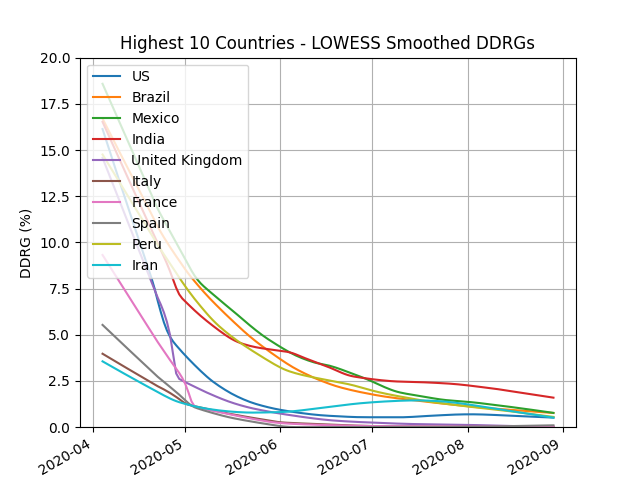 Highest 10 Countries - LOWESS Smoothed DDRGs
DDRG (%)
20.0
17.5
15.0
12.5
10.0
7.5
5.0
2.5
0.0
US
Brazil
Mexico
India
United Kingdom
Italy
France
Spain
Peru
Iran
2020-04
2020-05
2020-06
2020-07
2020-08
2020-09